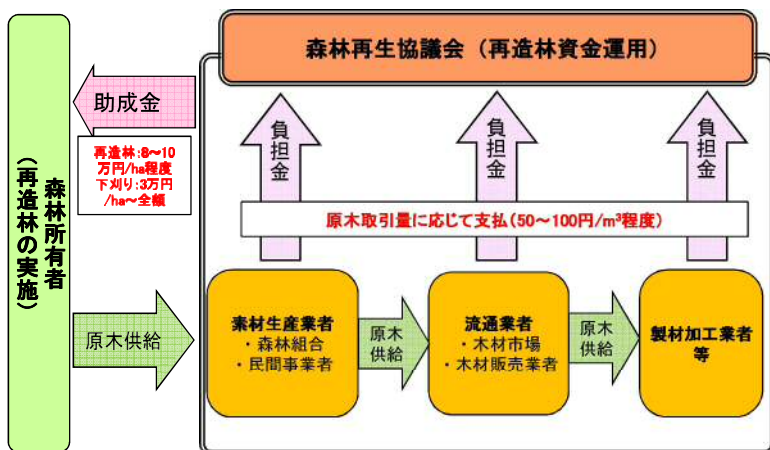 森林再生協議会（再造林資金運用）
助成金
再造林：8～10
万円/ha程度
下刈り：3万円
/ha～全額
負担金
負担金
負担金
原木取引量に応じて支払（50～100円/m³程度）
森林所有者
（再造林の実施）
原木供給
素材生産業者
・森林組合
・民間事業者
原木
供給
流通業者
・木材市場
・木材販売業者
原木
供給
製材加工業者
等